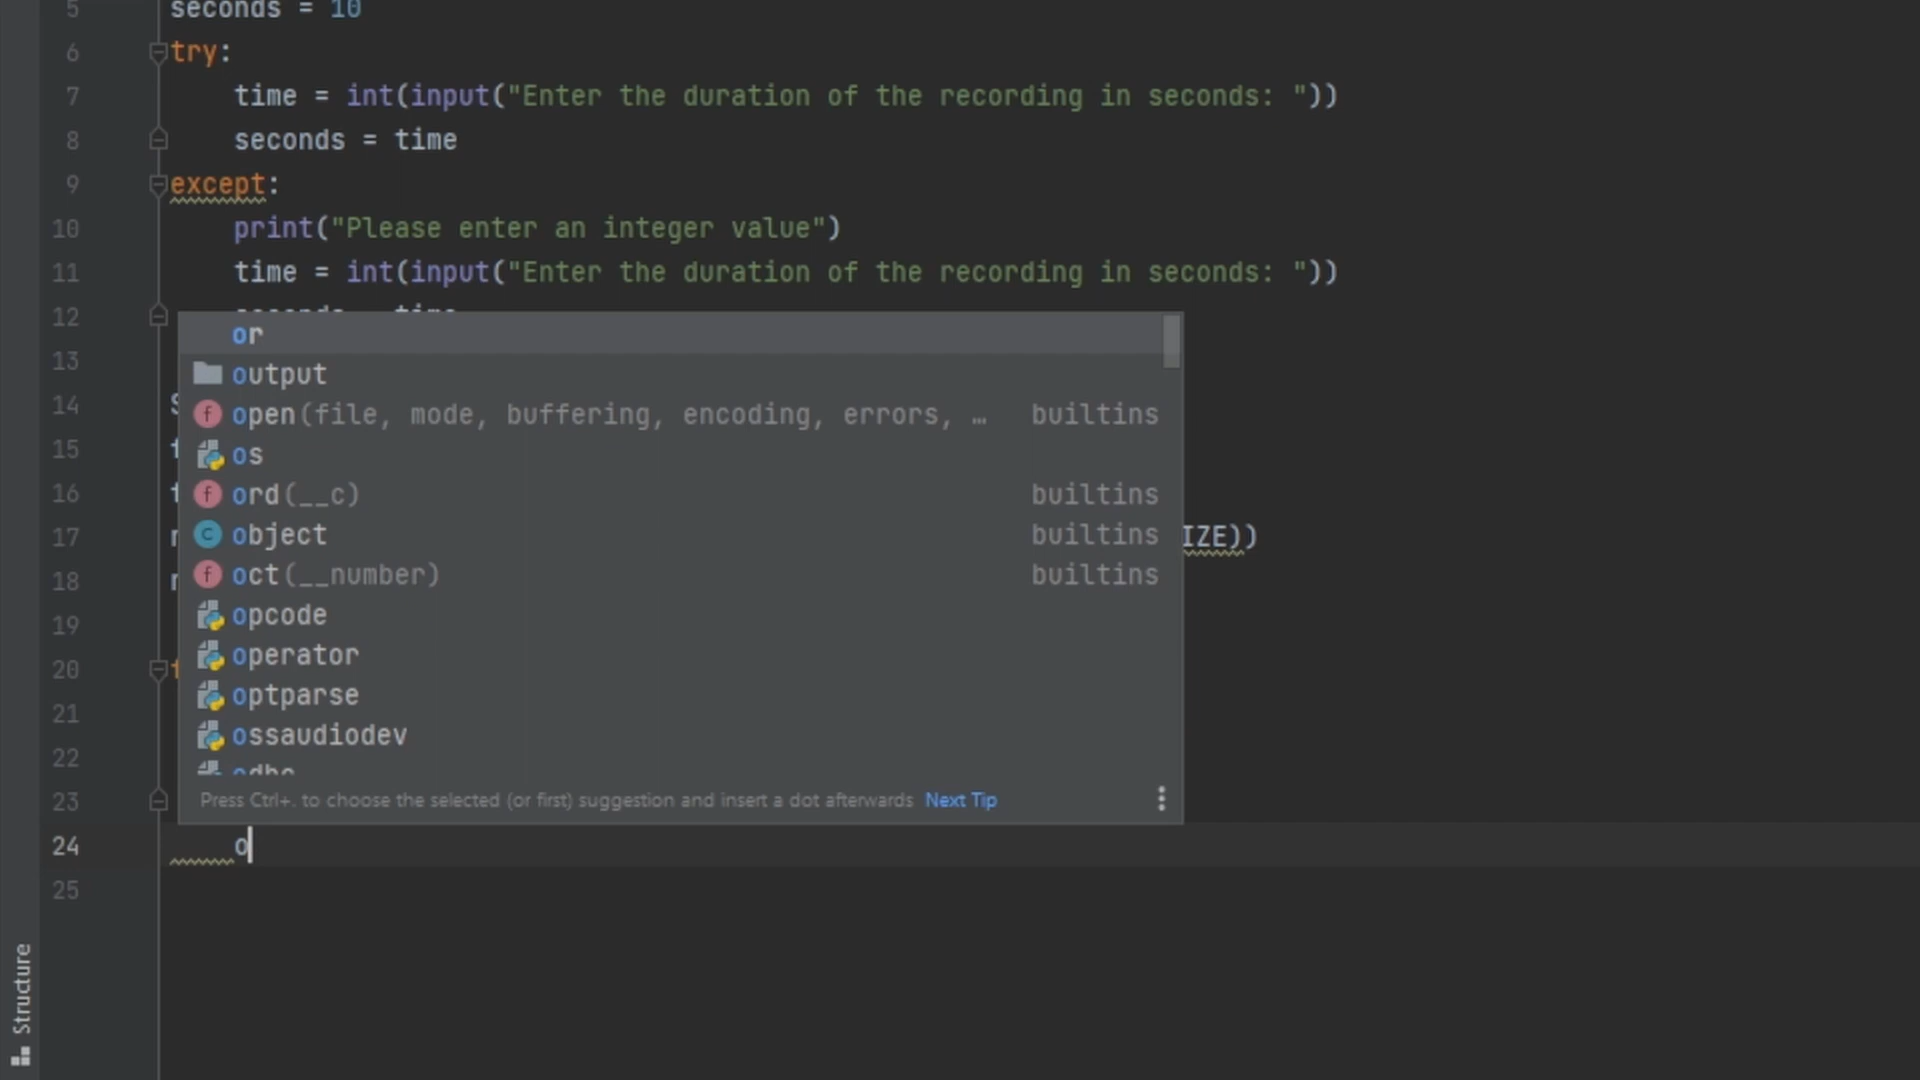 5 seconds = 10
6 try:
7 time = int(input("Enter the duration of the recording in seconds: "))
8 seconds = time
9 except:
10 print("Please enter an integer value")
11 time = int(input("Enter the duration of the recording in seconds: "))
12 seconds = time
or
13
output
14
open(file, mode, buffering, encoding, errors, … builtins
15
os
16
ord(__c) builtins
17 object builtins IZE))
18
oct(__number) builtins
19
opcode
20
operator
21
optparse
22
ossaudiodev
odbc
23
Press Ctrl+. to choose the selected (or first) suggestion and insert a dot afterwards Next Tip
24 o
25
Structure